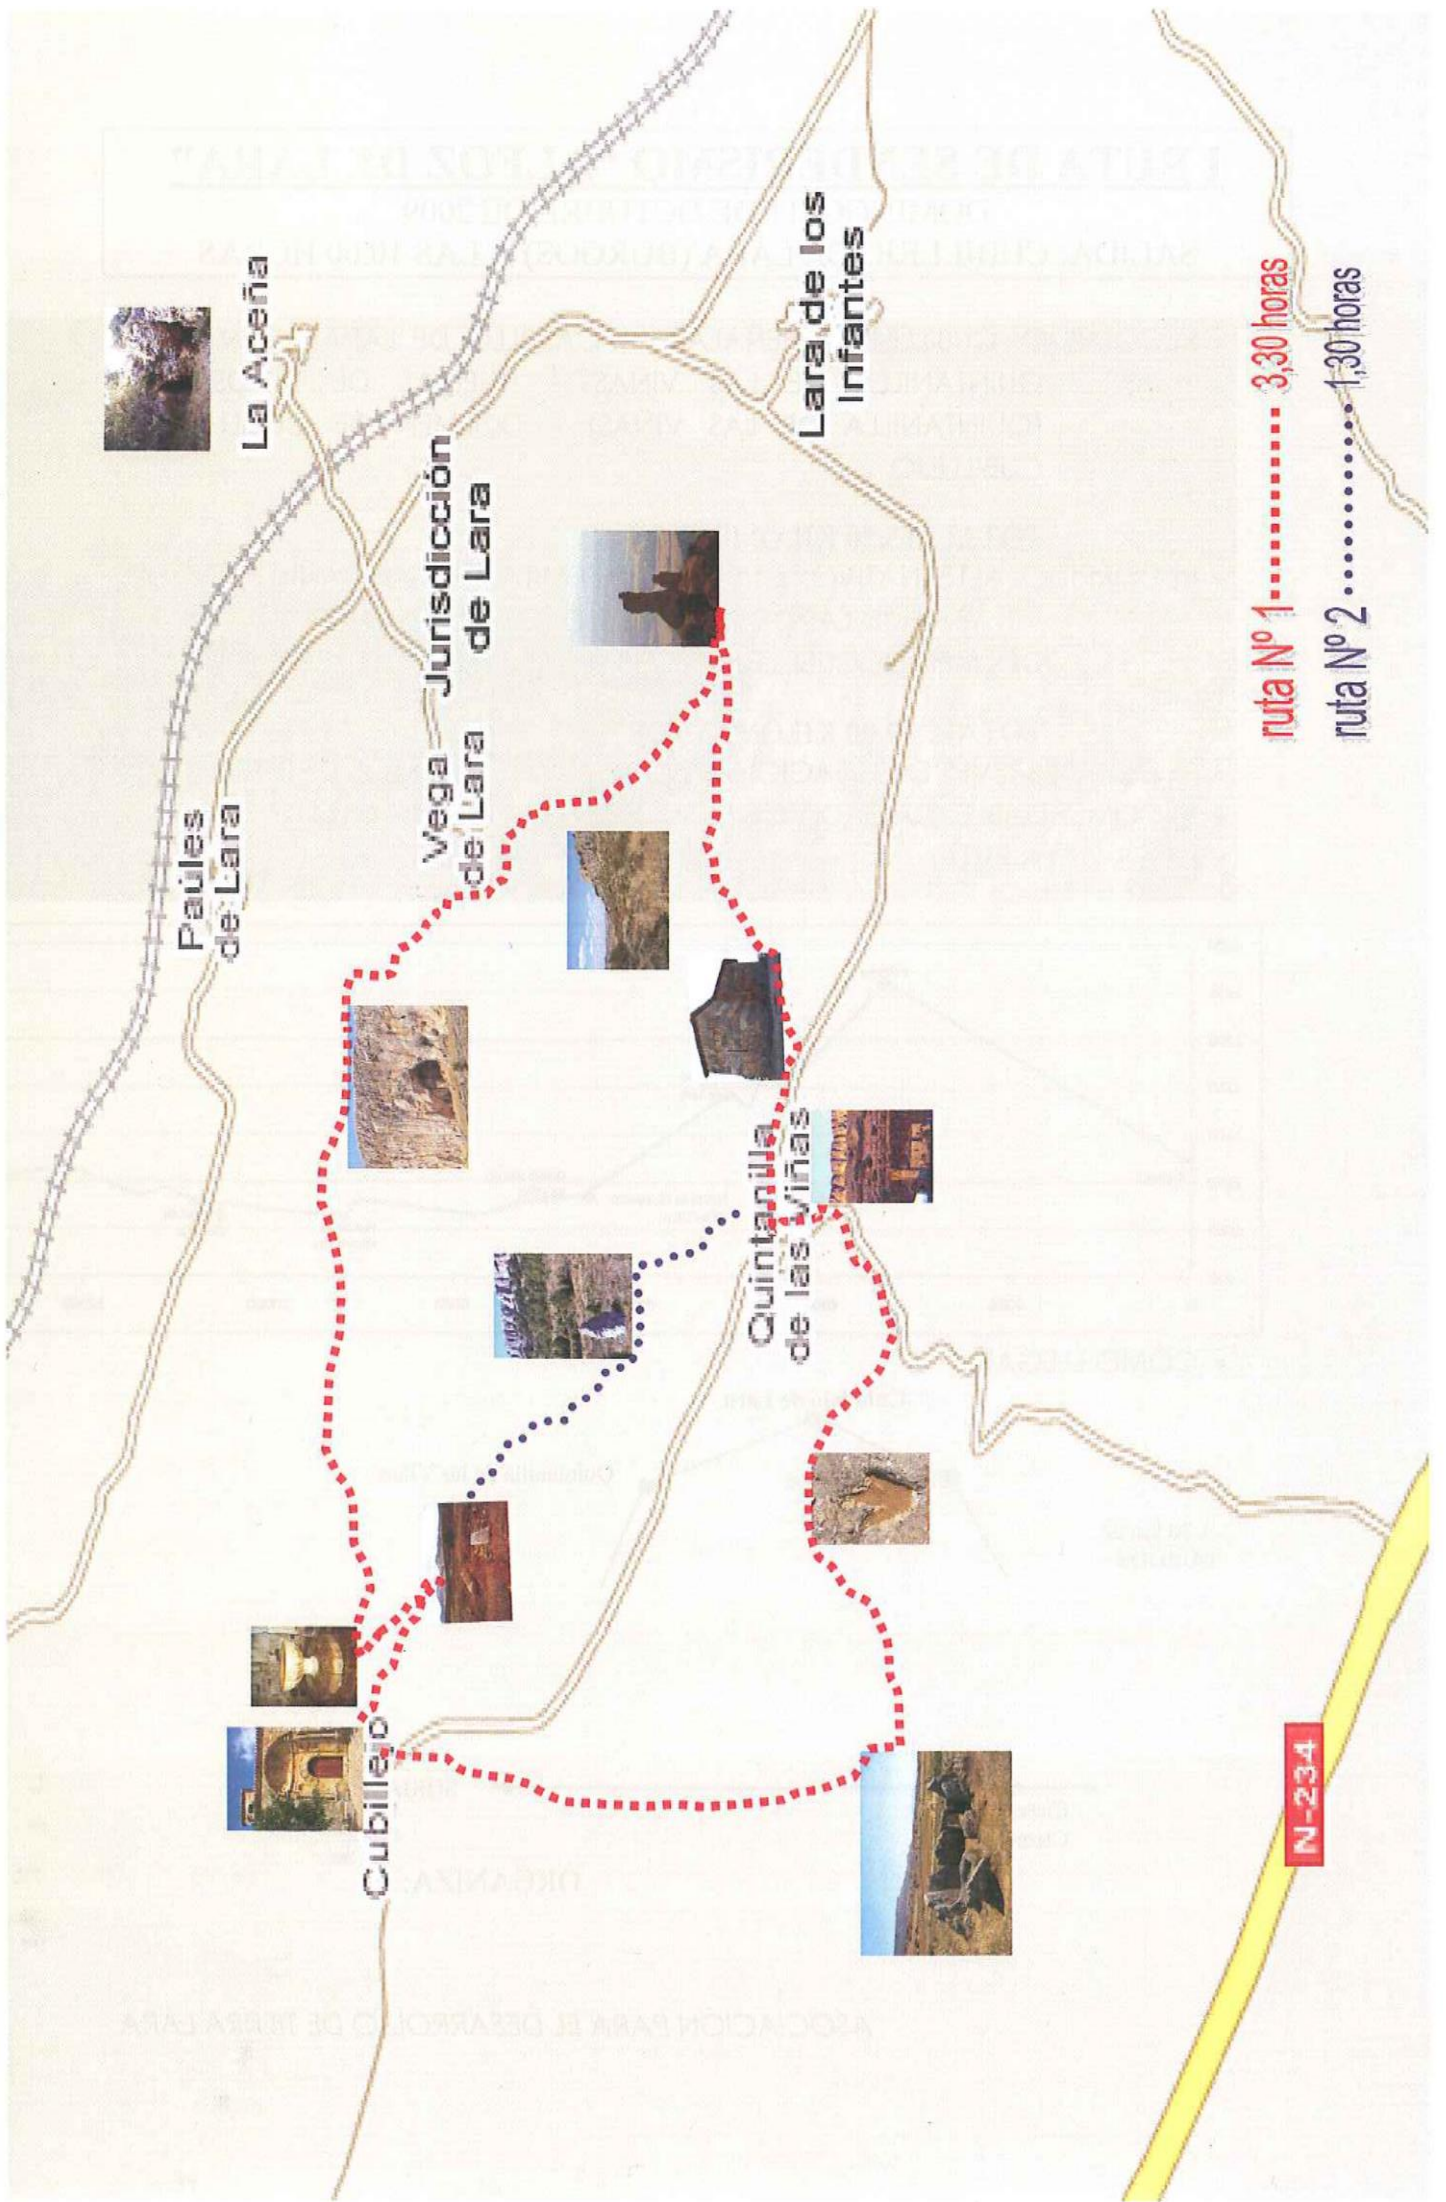 Paúles
de Lara
La Aceña
Cubillejo
Vega
de Lara
Jurisdicción
de Lara
Quintanilla
de las Viñas
Lara de los
Infantes
ruta Nº 1 3,30 horas
ruta Nº 2 1,30 horas
N-234